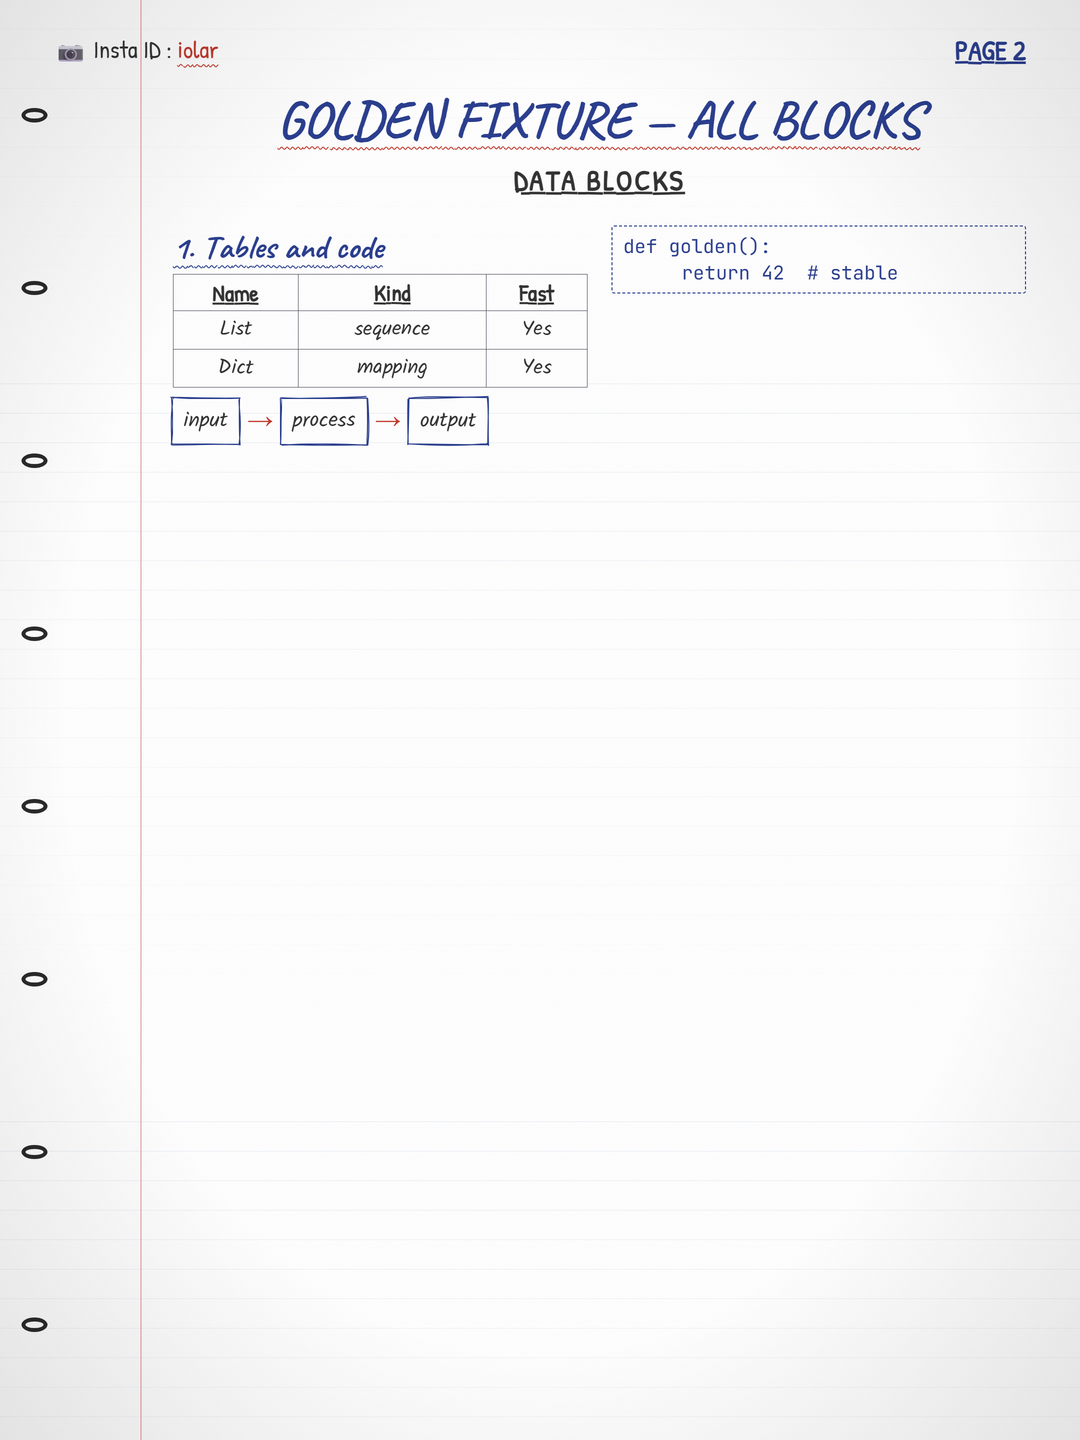 📷 Insta ID : iolar
PAGE 2
GOLDEN FIXTURE – ALL BLOCKS
DATA BLOCKS
1. Tables and code
Name Kind Fast
List sequence Yes
Dict mapping Yes
input → process → output
def golden():
    return 42  # stable